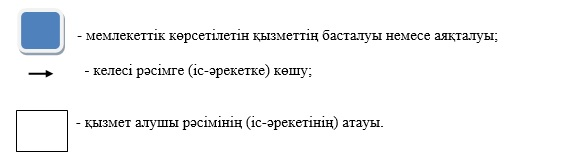 - мемлекеттік көрсетілетін қызметтің басталуы немесе аяқталуы;
- келесі рәсімге (іс-әрекетке) көшу;
- қызмет алушы рәсімінің (іс-әрекетінің) атауы.